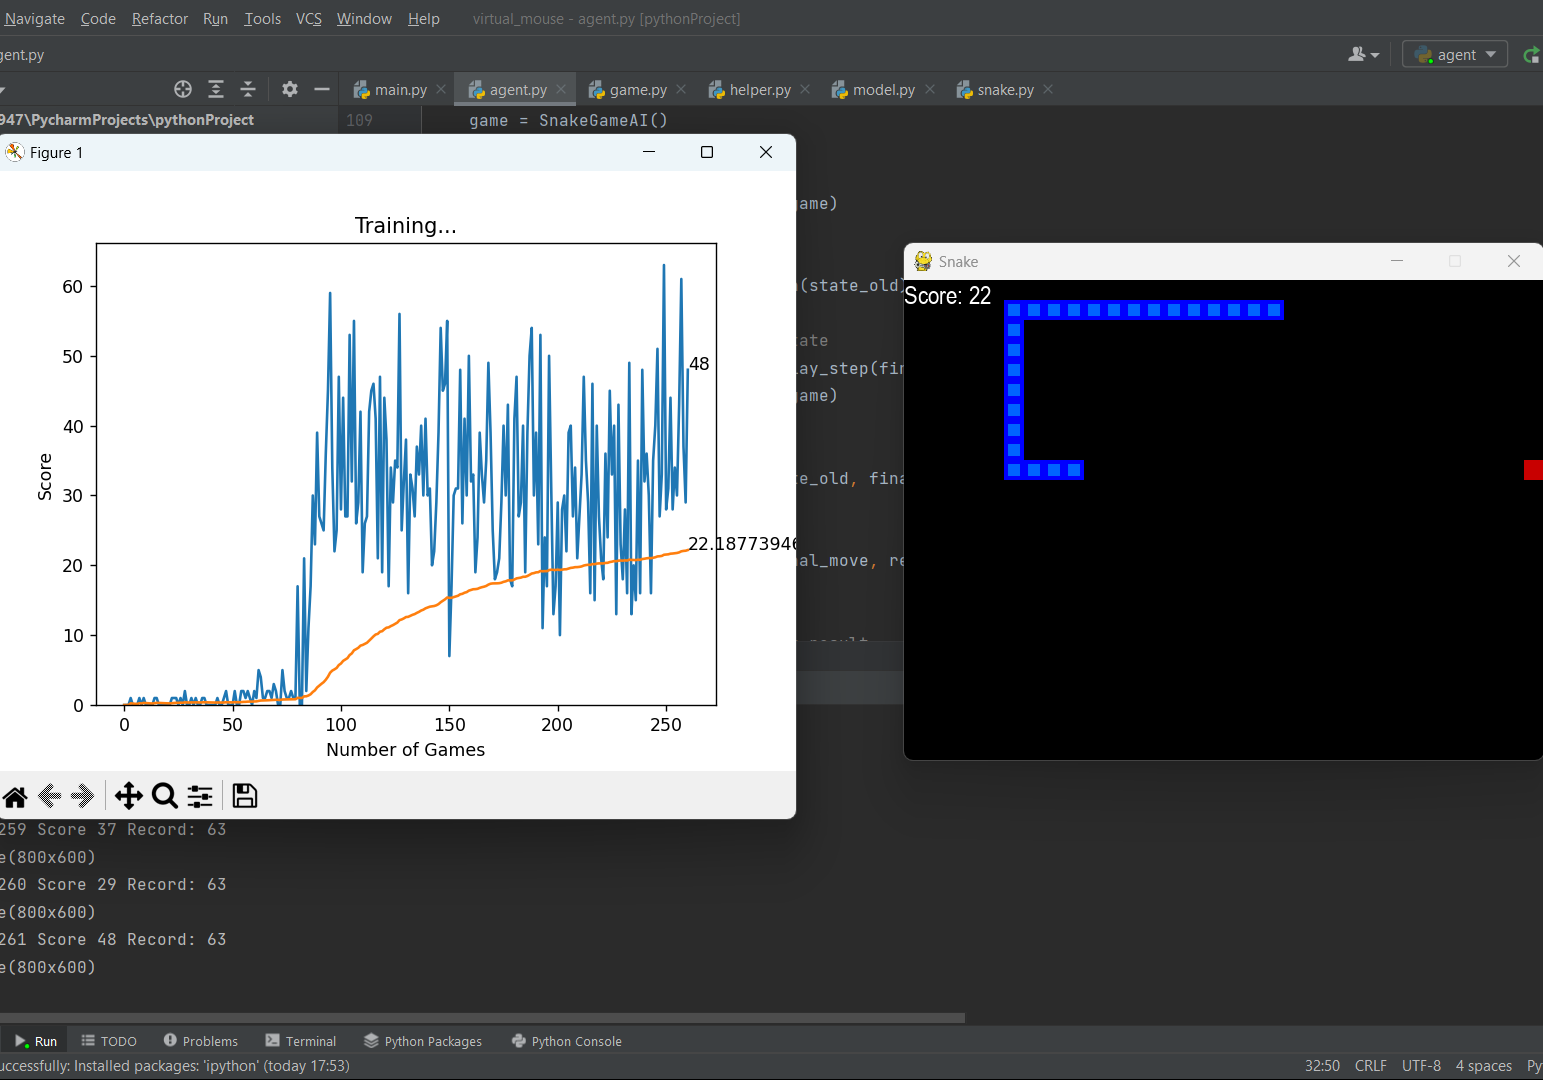 Navigate Code Refactor Run Tools VCS Window Help virtual_mouse - agent.py [pythonProject]
gent.py
agent
main.py agent.py game.py helper.py model.py snake.py
947\PycharmProjects\pythonProject
109 game = SnakeGameAI()
Figure 1
Training...
Score
60
50
40
30
20
10
0
48
22.18773946
0 50 100 150 200 250
Number of Games
ame)
(state_old)
tate
ay_step(fin
ame)
te_old, fina
al_move, re
result
Snake
Score: 22
259 Score 37 Record: 63
e(800x600)
260 Score 29 Record: 63
e(800x600)
261 Score 48 Record: 63
e(800x600)
Run TODO Problems Terminal Python Packages Python Console
uccessfully: Installed packages: 'ipython' (today 17:53)
32:50 CRLF UTF-8 4 spaces Py